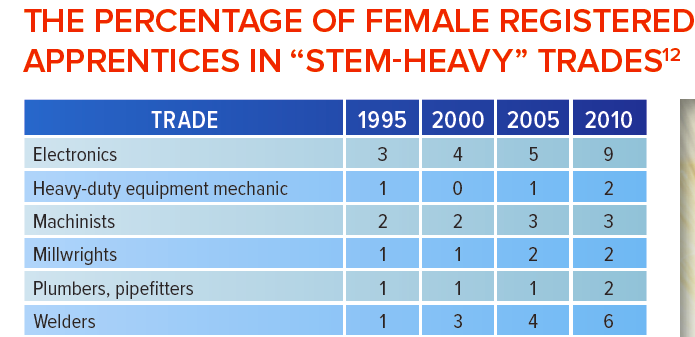 THE PERCENTAGE OF FEMALE REGISTERED
APPRENTICES IN “STEM-HEAVY” TRADES¹²
TRADE 1995 2000 2005 2010
Electronics 3 4 5 9
Heavy-duty equipment mechanic 1 0 1 2
Machinists 2 2 3 3
Millwrights 1 1 2 2
Plumbers, pipefitters 1 1 1 2
Welders 1 3 4 6